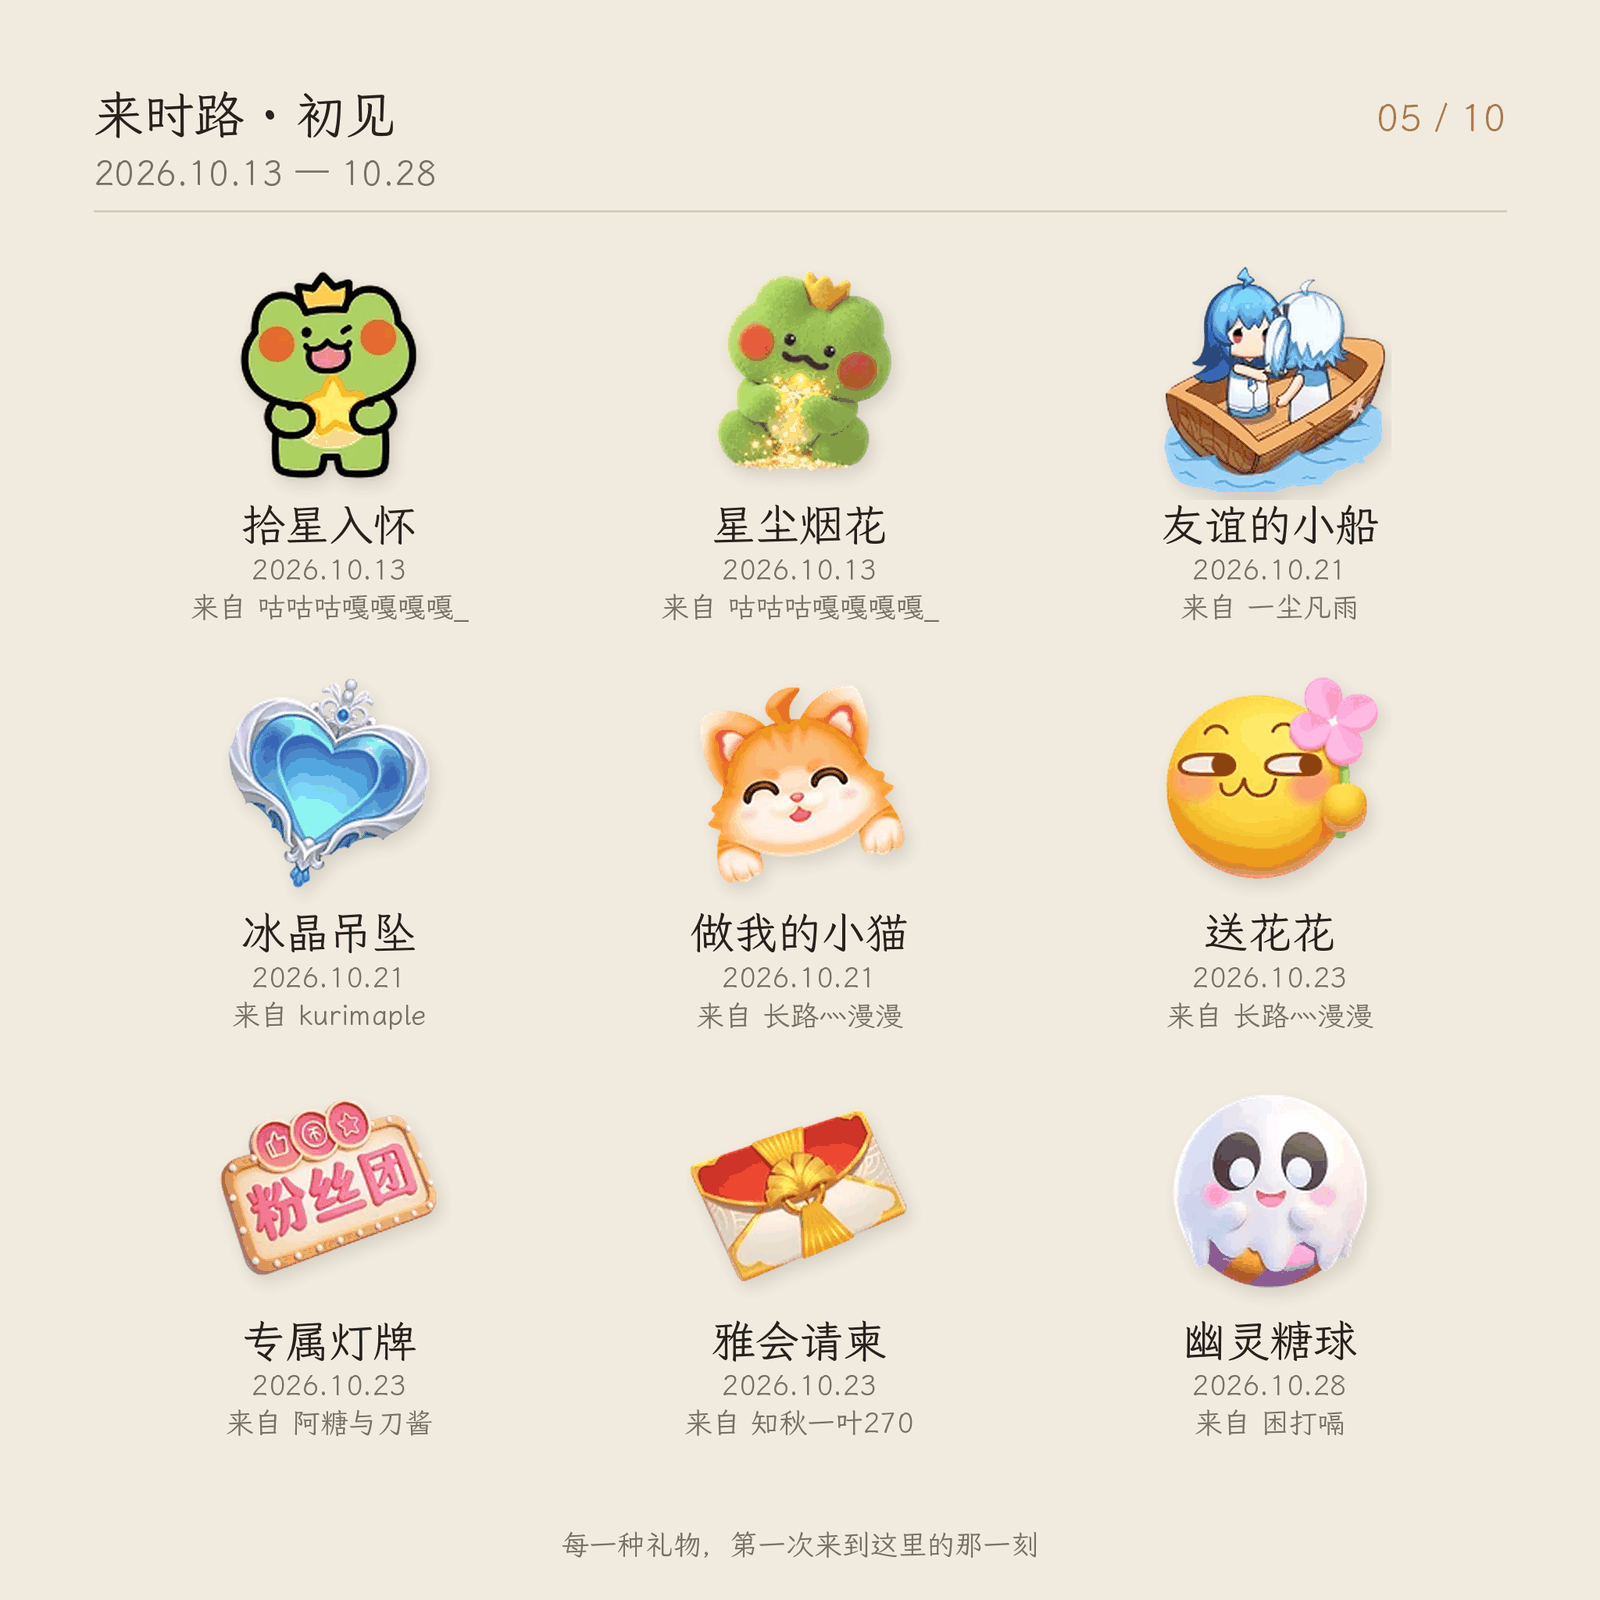 来时路·初见
05 / 10
2026.10.13 — 10.28
拾星入怀
2026.10.13
来自 咕咕咕嘎嘎嘎嘎_
星尘烟花
2026.10.13
来自 咕咕咕嘎嘎嘎嘎_
友谊的小船
2026.10.21
来自 一尘凡雨
冰晶吊坠
2026.10.21
来自 kurimaple
做我的小猫
2026.10.21
来自 长路灬漫漫
送花花
2026.10.23
来自 长路灬漫漫
粉丝团
专属灯牌
2026.10.23
来自 阿糖与刀酱
雅会请柬
2026.10.23
来自 知秋一叶270
幽灵糖球
2026.10.28
来自 困打嗝
每一种礼物，第一次来到这里的那一刻